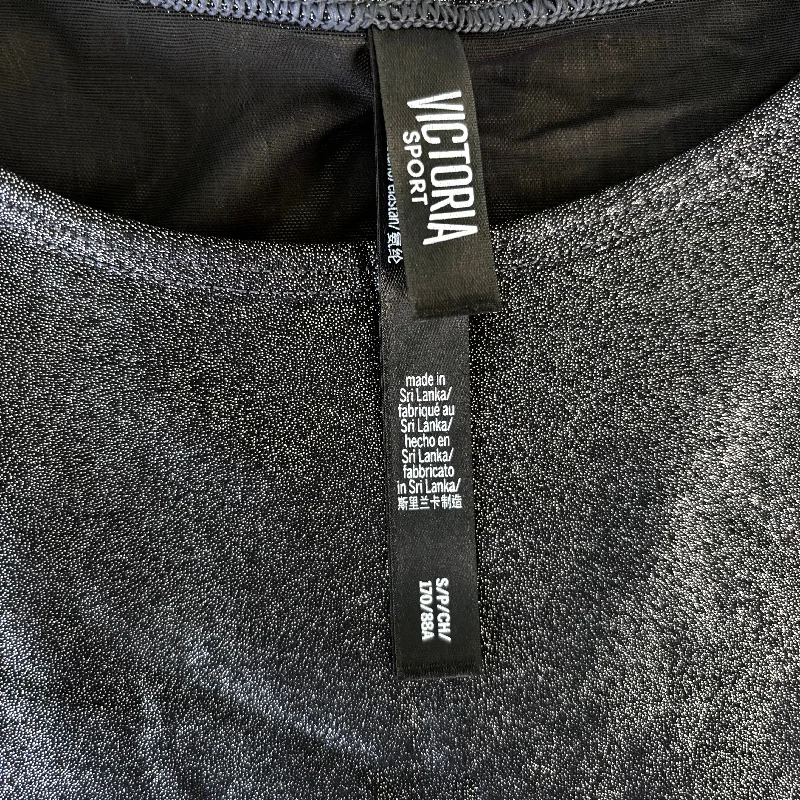 VICTORIA
SPORT
elastan/氨纶
made in
Sri Lanka/
fabriqué au
Sri Lanka/
hecho en
Sri Lanka/
fabbricato
in Sri Lanka/
斯里兰卡制造
S/P/CH/
170/88A